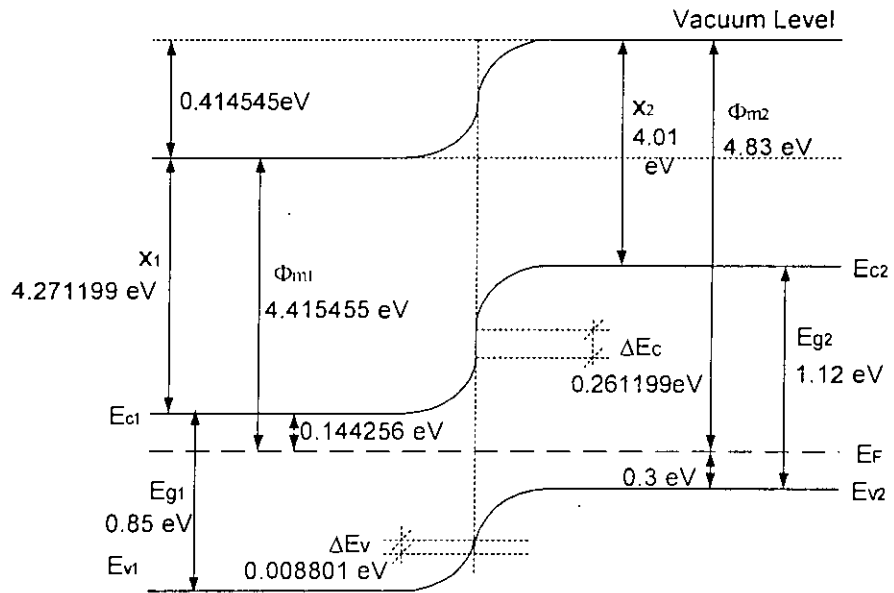 Vacuum Level
0.414545eV
x2
4.01
eV
Φm2
4.83 eV
x1
4.271199 eV
Φm1
4.415455 eV
Ec2
ΔEc
0.261199eV
Eg2
1.12 eV
Ec1
0.144256 eV
EF
0.3 eV
Ev2
Eg1
0.85 eV
ΔEv
0.008801 eV
Ev1